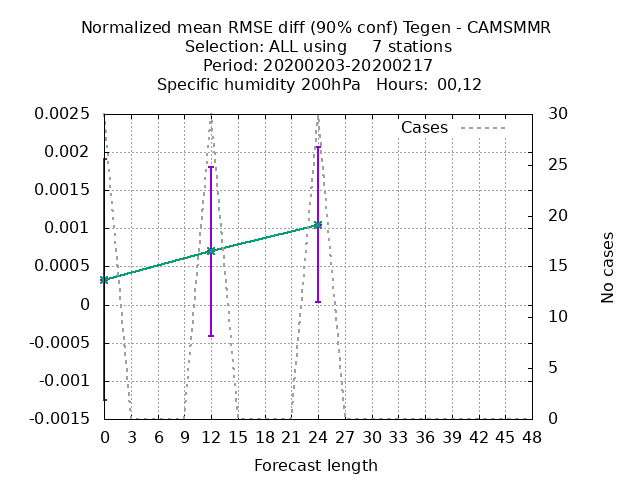 Normalized mean RMSE diff (90% conf) Tegen - CAMSMMR
Selection: ALL using     7 stations
Period: 20200203-20200217
Specific humidity 200hPa   Hours:  00,12
Cases
0.0025
0.002
0.0015
0.001
0.0005
0
-0.0005
-0.001
-0.0015
30
25
20
15
10
5
0
No cases
0 3 6 9 12 15 18 21 24 27 30 33 36 39 42 45 48
Forecast length